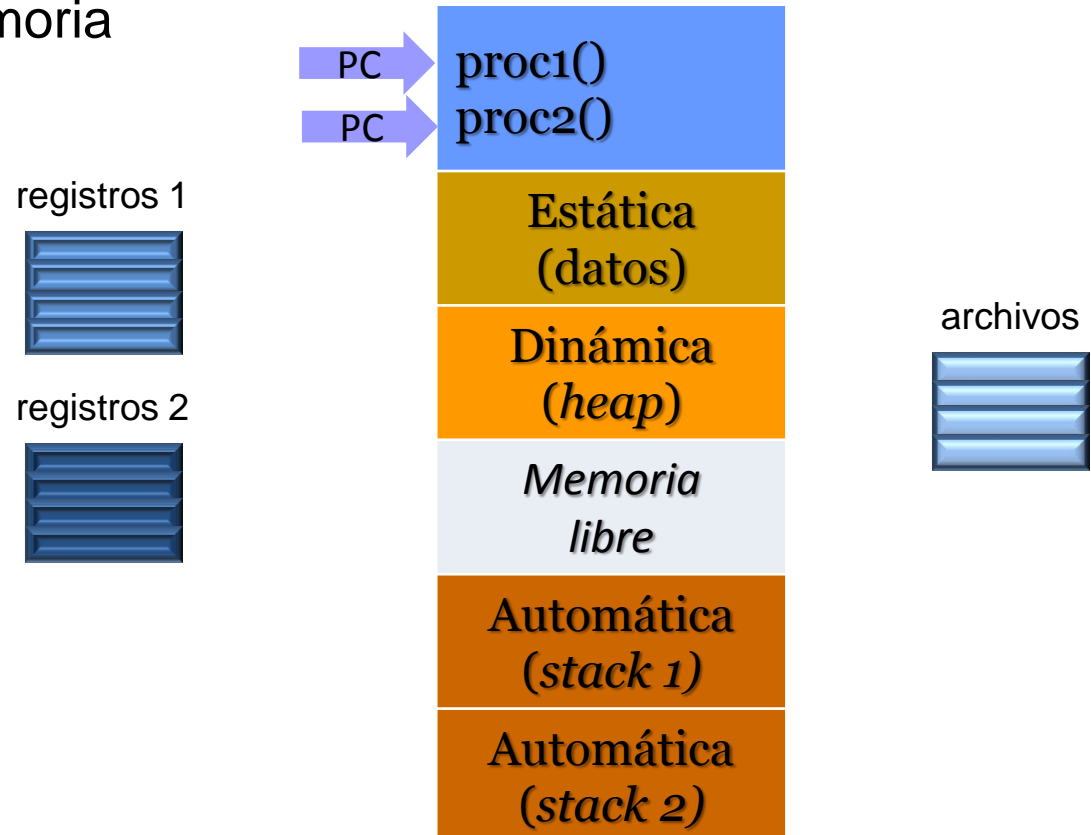 moria
PC
proc1()
PC
proc2()
registros 1
Estática
(datos)
archivos
Dinámica
(heap)
registros 2
Memoria
libre
Automática
(stack 1)
Automática
(stack 2)